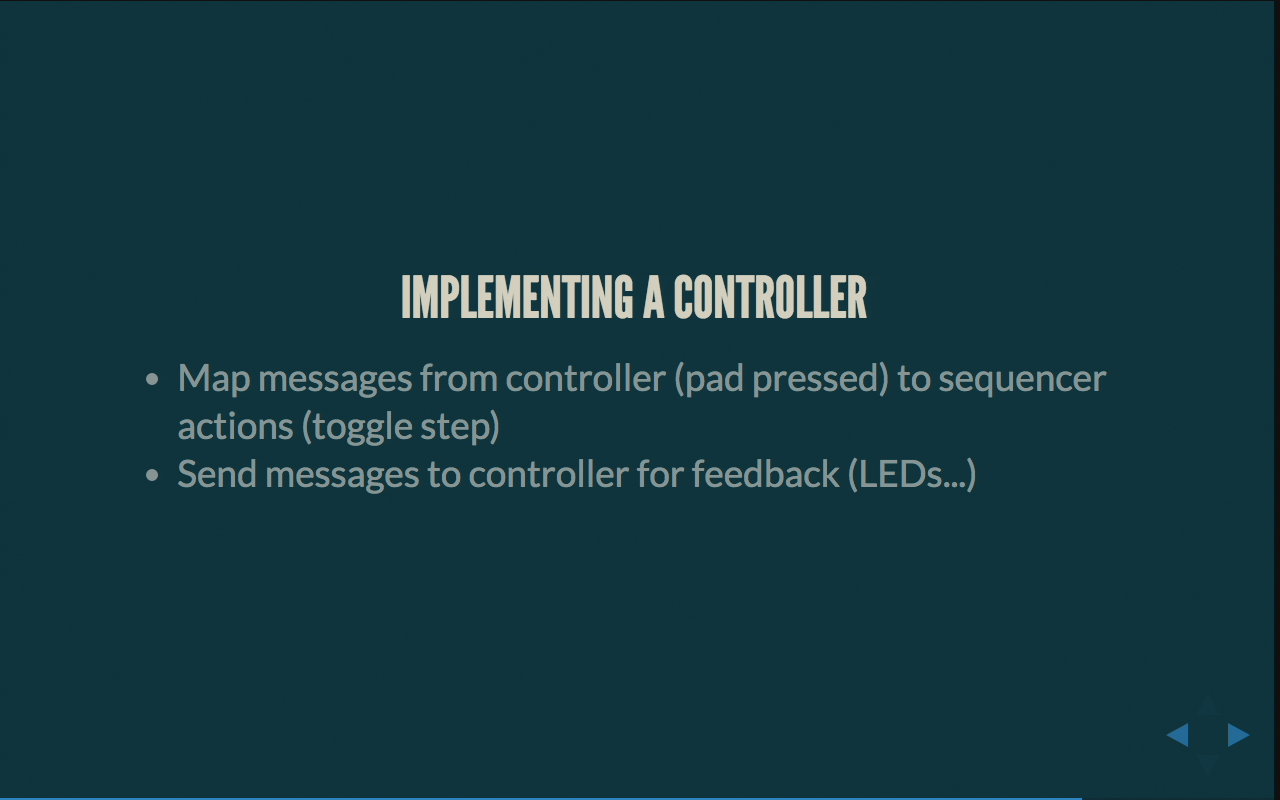 IMPLEMENTING A CONTROLLER
• Map messages from controller (pad pressed) to sequencer
actions (toggle step)
• Send messages to controller for feedback (LEDs...)